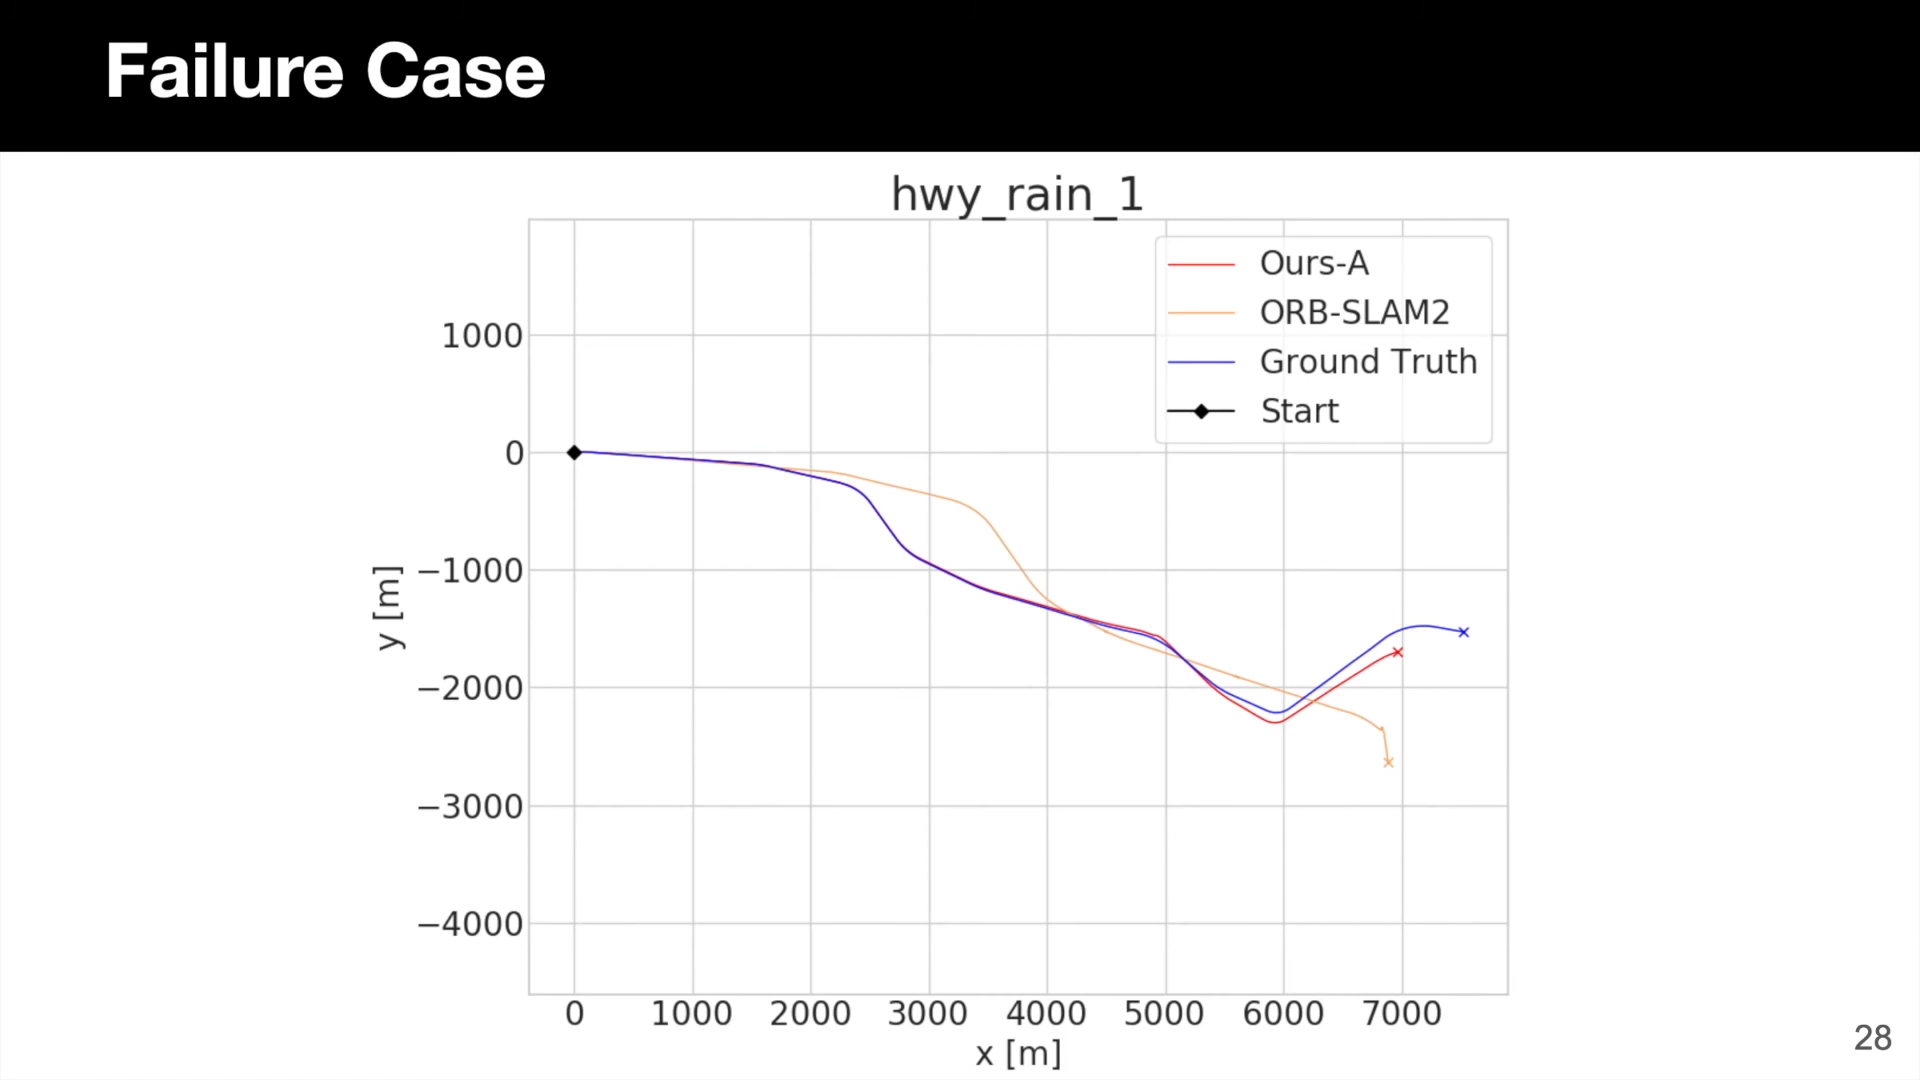 Failure Case
hwy_rain_1
Ours-A
ORB-SLAM2
Ground Truth
Start
1000
0
−1000
−2000
−3000
−4000
y [m]
0 1000 2000 3000 4000 5000 6000 7000
x [m]
28